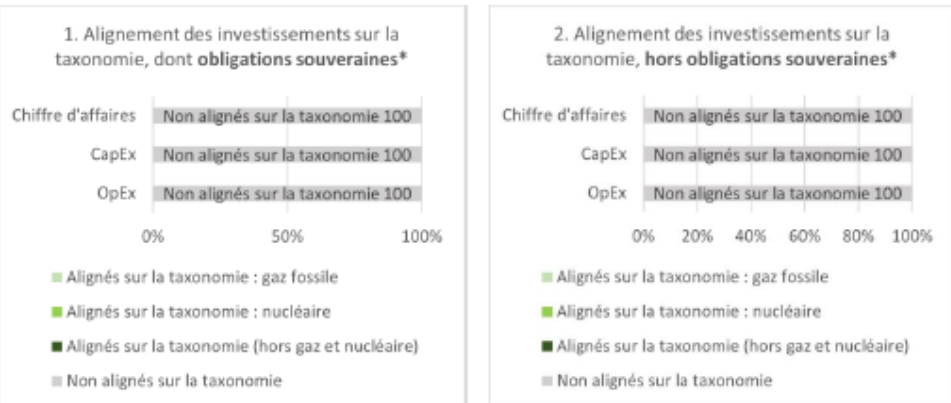 1. Alignement des investissements sur la
taxonomie, dont obligations souveraines*
Chiffre d'affaires
Non alignés sur la taxonomie 100
CapEx
Non alignés sur la taxonomie 100
OpEx
Non alignés sur la taxonomie 100
0% 50% 100%
Alignés sur la taxonomie : gaz fossile
Alignés sur la taxonomie : nucléaire
Alignés sur la taxonomie (hors gaz et nucléaire)
Non alignés sur la taxonomie
2. Alignement des investissements sur la
taxonomie, hors obligations souveraines*
Chiffre d'affaires
Non alignés sur la taxonomie 100
CapEx
Non alignés sur la taxonomie 100
OpEx
Non alignés sur la taxonomie 100
0% 20% 40% 60% 80% 100%
Alignés sur la taxonomie : gaz fossile
Alignés sur la taxonomie : nucléaire
Alignés sur la taxonomie (hors gaz et nucléaire)
Non alignés sur la taxonomie